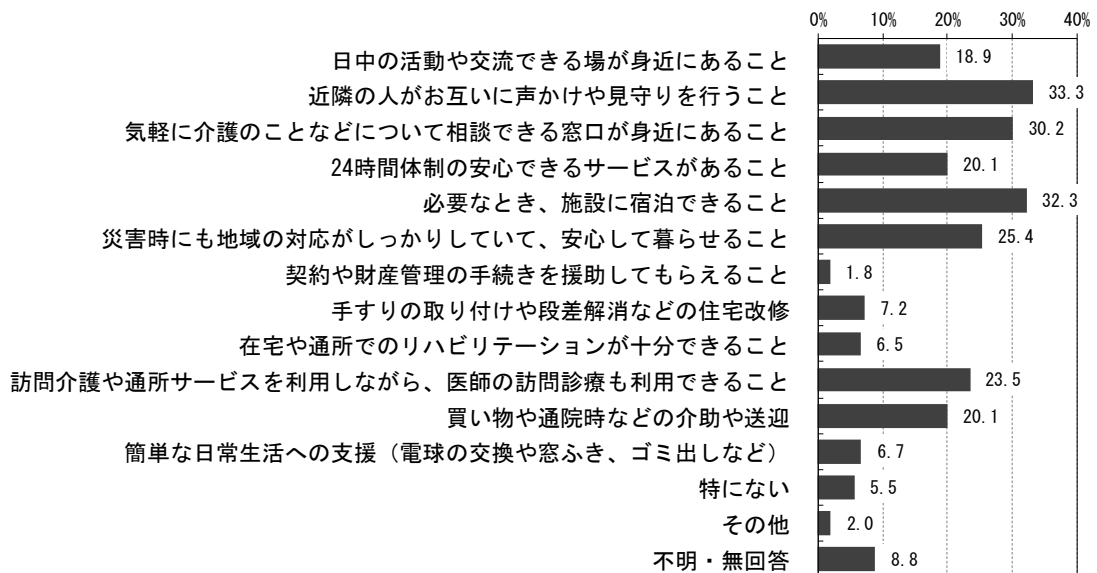 0% 10% 20% 30% 40%
日中の活動や交流できる場が身近にあること 18.9
近隣の人がお互いに声かけや見守りを行うこと 33.3
気軽に介護のことなどについて相談できる窓口が身近にあること 30.2
24時間体制の安心できるサービスがあること 20.1
必要なとき、施設に宿泊できること 32.3
災害時にも地域の対応がしっかりしていて、安心して暮らせること 25.4
契約や財産管理の手続きを援助してもらえること 1.8
手すりの取り付けや段差解消などの住宅改修 7.2
在宅や通所でのリハビリテーションが十分できること 6.5
訪問介護や通所サービスを利用しながら、医師の訪問診療も利用できること 23.5
買い物や通院時などの介助や送迎 20.1
簡単な日常生活への支援（電球の交換や窓ふき、ゴミ出しなど） 6.7
特にない 5.5
その他 2.0
不明・無回答 8.8